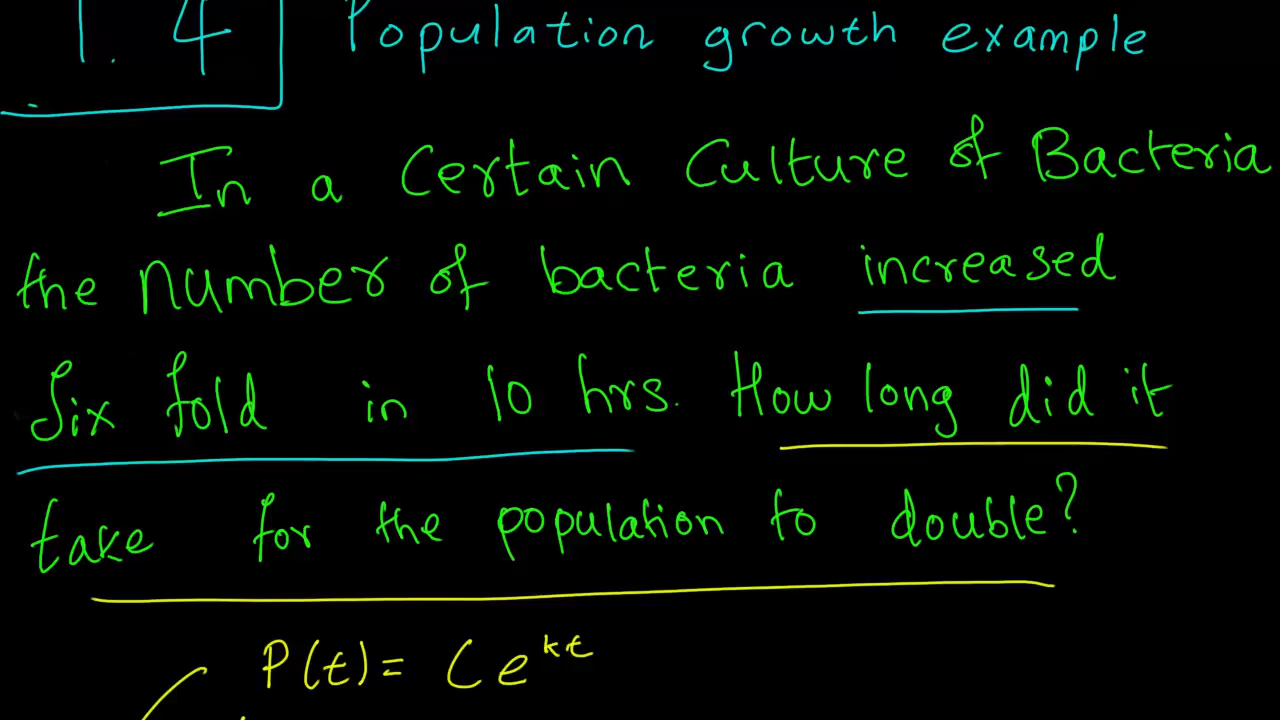 1.4 Population growth example
In a Certain Culture of Bacteria
the number of bacteria increased
Six fold in 10 hrs. How long did it
take for the population to double?
P(t) = C e^{kt}